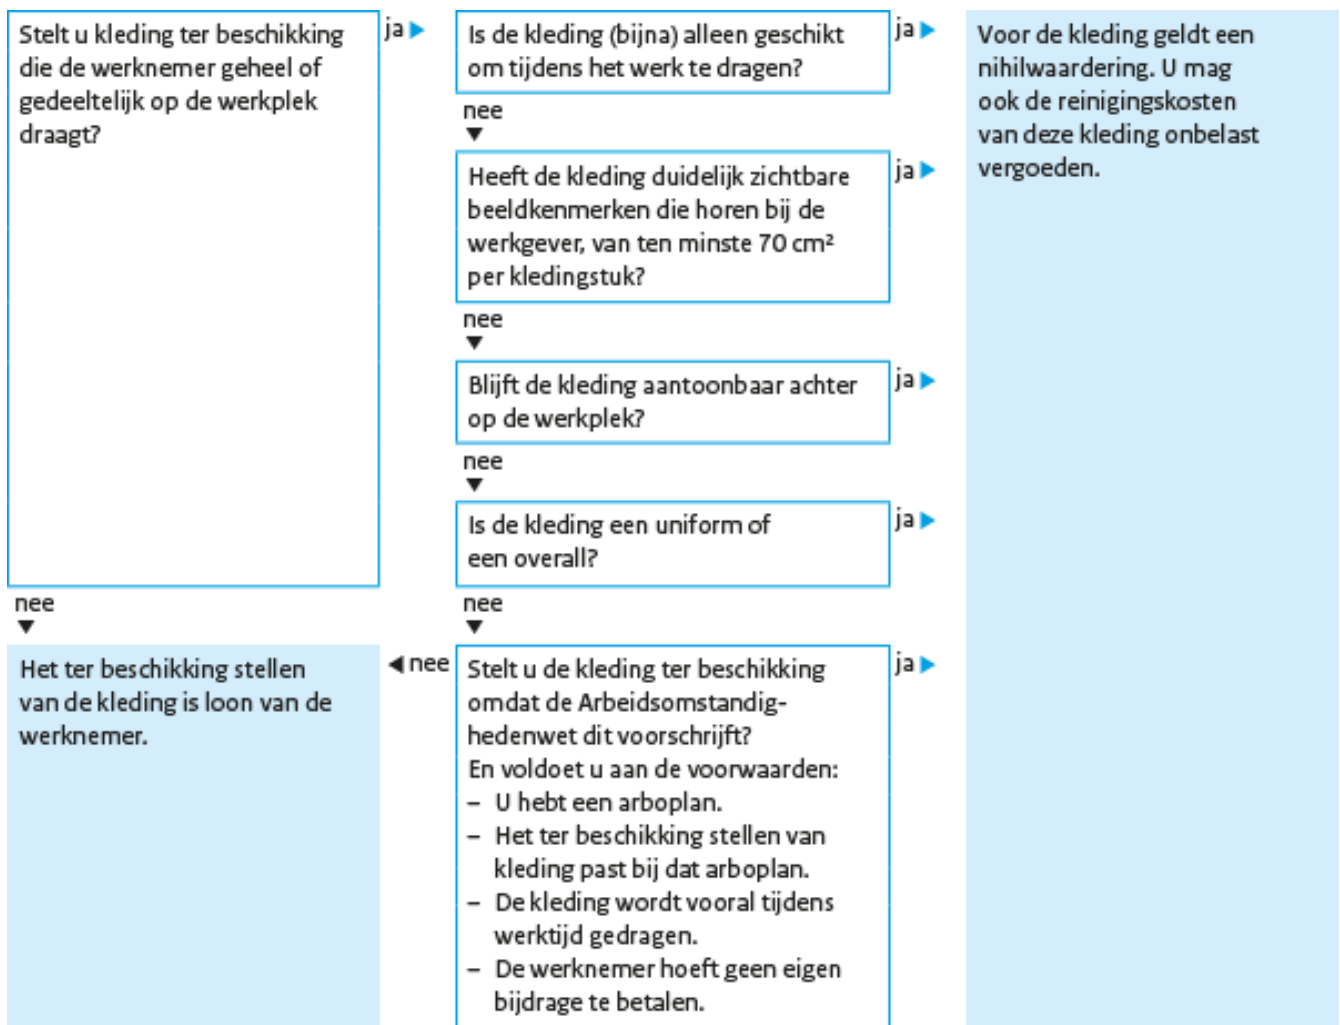 Stelt u kleding ter beschikking
die de werknemer geheel of
gedeeltelijk op de werkplek
draagt?
ja ▶
Is de kleding (bijna) alleen geschikt
om tijdens het werk te dragen?
ja ▶
Voor de kleding geldt een
nihilwaardering. U mag
ook de reinigingskosten
van deze kleding onbelast
vergoeden.
nee
▼
Heeft de kleding duidelijk zichtbare
beeldkenmerken die horen bij de
werkgever, van ten minste 70 cm²
per kledingstuk?
ja ▶
nee
▼
Blijft de kleding aantoonbaar achter
op de werkplek?
ja ▶
nee
▼
Is de kleding een uniform of
een overall?
ja ▶
nee
▼
nee
▼
Het ter beschikking stellen
van de kleding is loon van de
werknemer.
◀ nee
Stelt u de kleding ter beschikking
omdat de Arbeidsomstandig-
hedenwet dit voorschrijft?
En voldoet u aan de voorwaarden:
– U hebt een arboplan.
– Het ter beschikking stellen van
kleding past bij dat arboplan.
– De kleding wordt vooral tijdens
werktijd gedragen.
– De werknemer hoeft geen eigen
bijdrage te betalen.
ja ▶